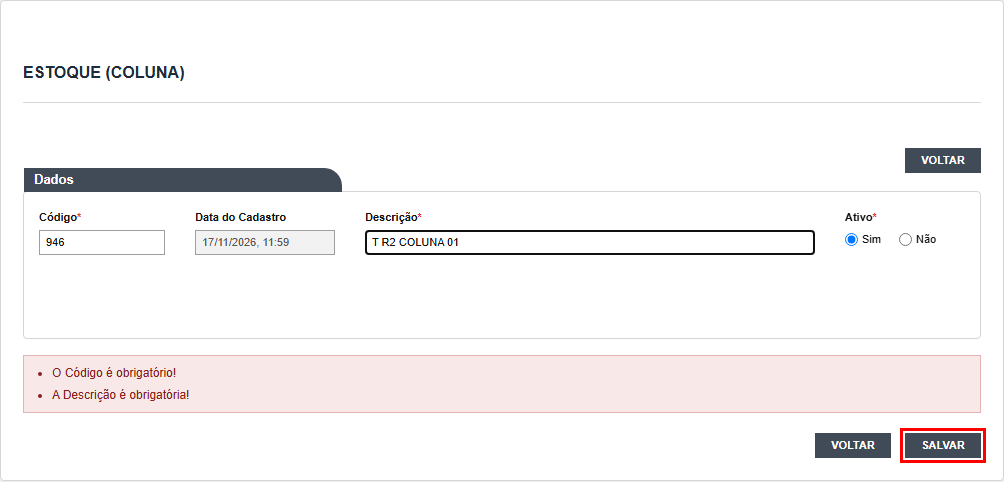 ESTOQUE (COLUNA)
VOLTAR
Dados
Código* Data do Cadastro Descrição* Ativo*
946 17/11/2026, 11:59 T R2 COLUNA 01 Sim Não
• O Código é obrigatório!
• A Descrição é obrigatória!
VOLTAR SALVAR